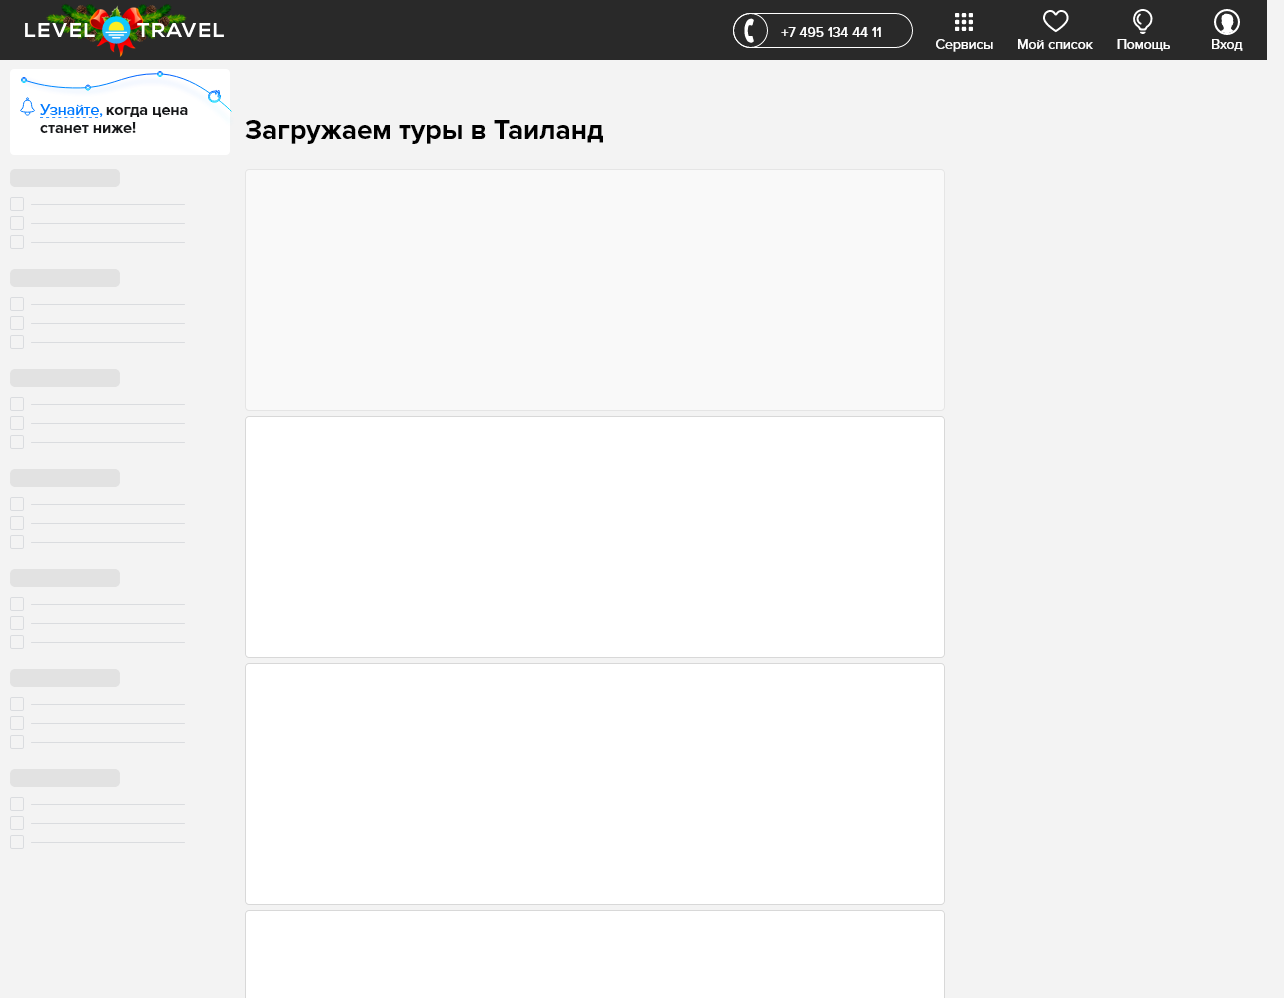 LEVEL TRAVEL
+7 495 134 44 11
Сервисы
Мой список
Помощь
Вход
Узнайте, когда цена
станет ниже!
Загружаем туры в Таиланд